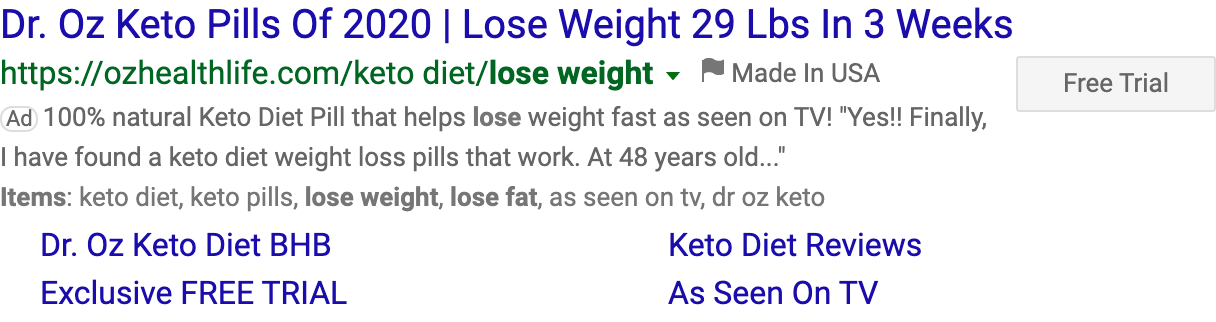 Dr. Oz Keto Pills Of 2020 | Lose Weight 29 Lbs In 3 Weeks
https://ozhealthlife.com/keto diet/lose weight Made In USA
Free Trial
Ad 100% natural Keto Diet Pill that helps lose weight fast as seen on TV! "Yes!! Finally,
I have found a keto diet weight loss pills that work. At 48 years old..."
Items: keto diet, keto pills, lose weight, lose fat, as seen on tv, dr oz keto
Dr. Oz Keto Diet BHB
Keto Diet Reviews
Exclusive FREE TRIAL
As Seen On TV